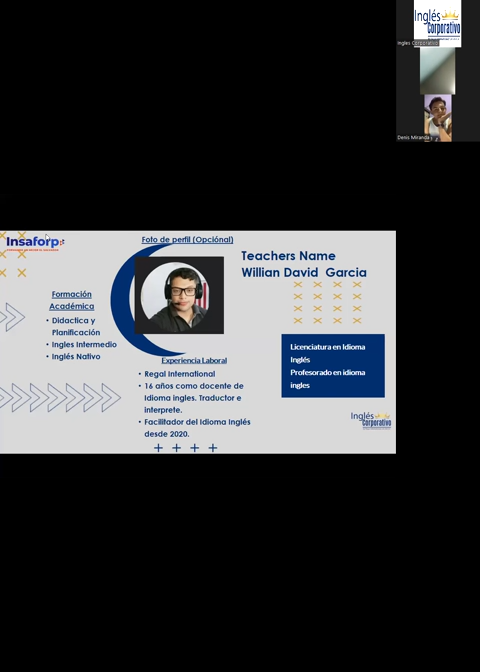 Inglés
Corporativo
Ingles Corporativo
Denis Miranda
Insaforp
Foto de perfil (Opciónal)
Teachers Name
Willian David Garcia
Formación
Académica
• Didactica y
Planificación
• Ingles Intermedio
• Inglés Nativo
Experiencia Laboral
• Regal International
• 16 años como docente de
Idioma ingles. Traductor e
interprete.
• Facilitador del Idioma Inglés
desde 2020.
Licenciatura en Idioma
Inglés
Profesorado en idioma
ingles
Inglés
Corporativo